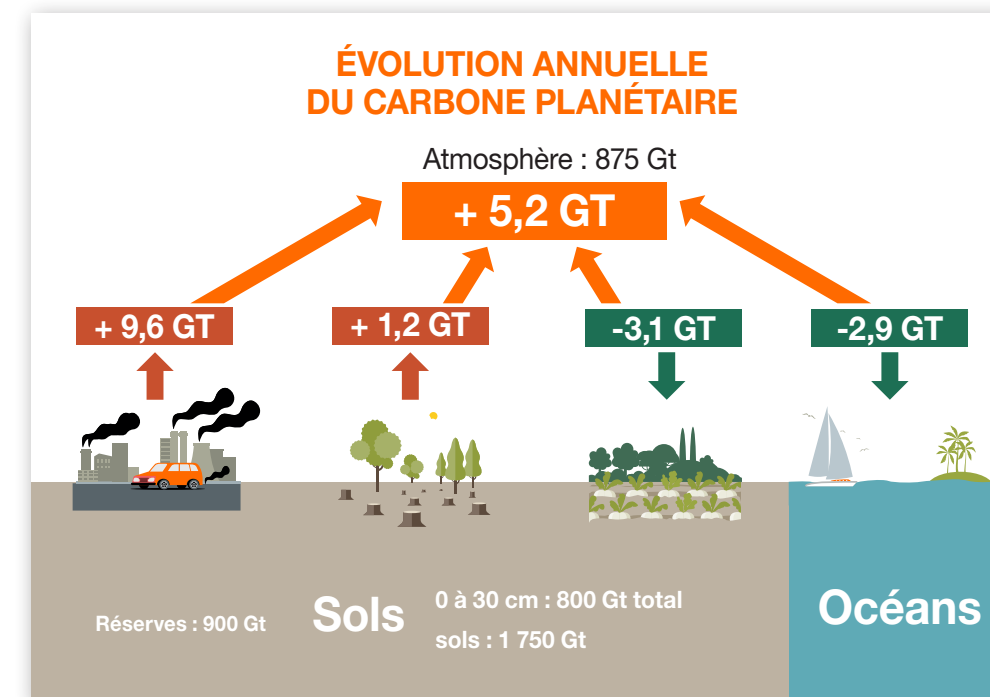 ÉVOLUTION ANNUELLE
DU CARBONE PLANÉTAIRE
Atmosphère : 875 Gt
+ 5,2 GT
+ 9,6 GT
+ 1,2 GT
-3,1 GT
-2,9 GT
Réserves : 900 Gt
Sols
0 à 30 cm : 800 Gt total
sols : 1 750 Gt
Océans